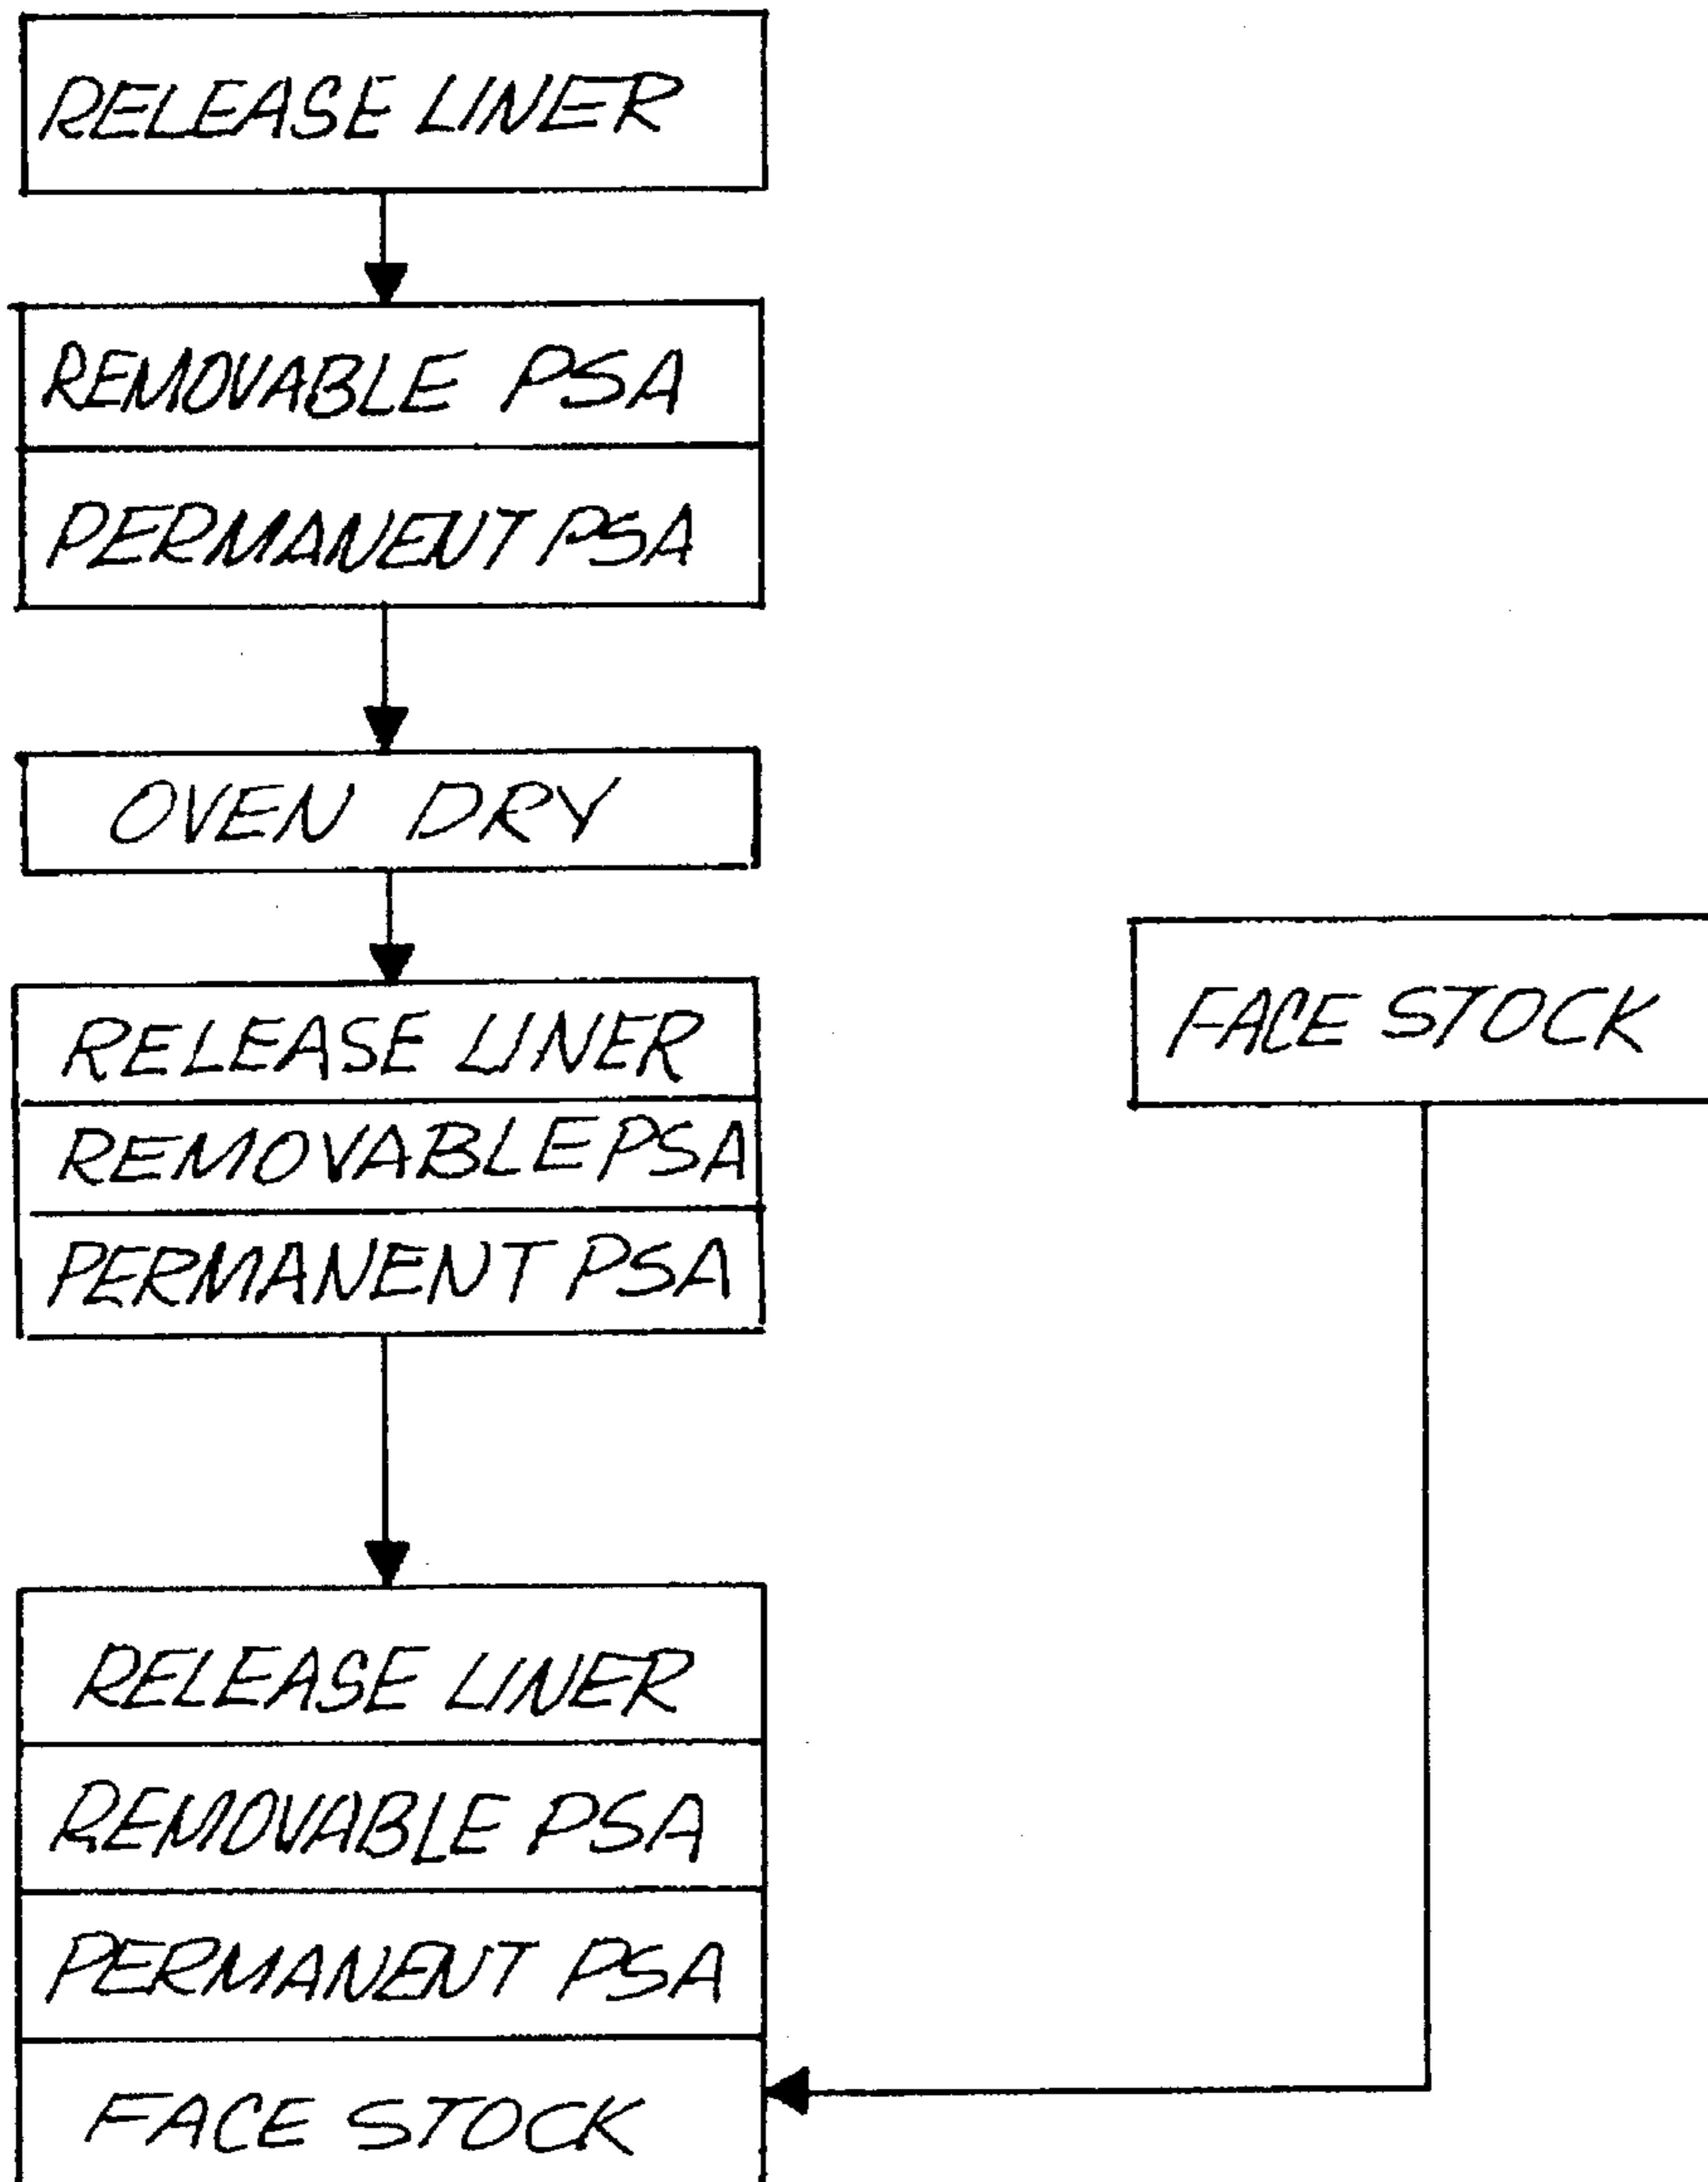 RELEASE LINER
REMOVABLE PSA
PERMANENT PSA
OVEN DRY
RELEASE LINER
REMOVABLE PSA
PERMANENT PSA
FACE STOCK
RELEASE LINER
REMOVABLE PSA
PERMANENT PSA
FACE STOCK